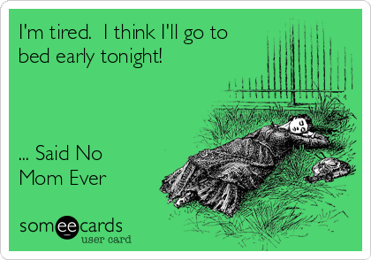 I'm tired. I think I'll go to
bed early tonight!
... Said No
Mom Ever
someecards
user card